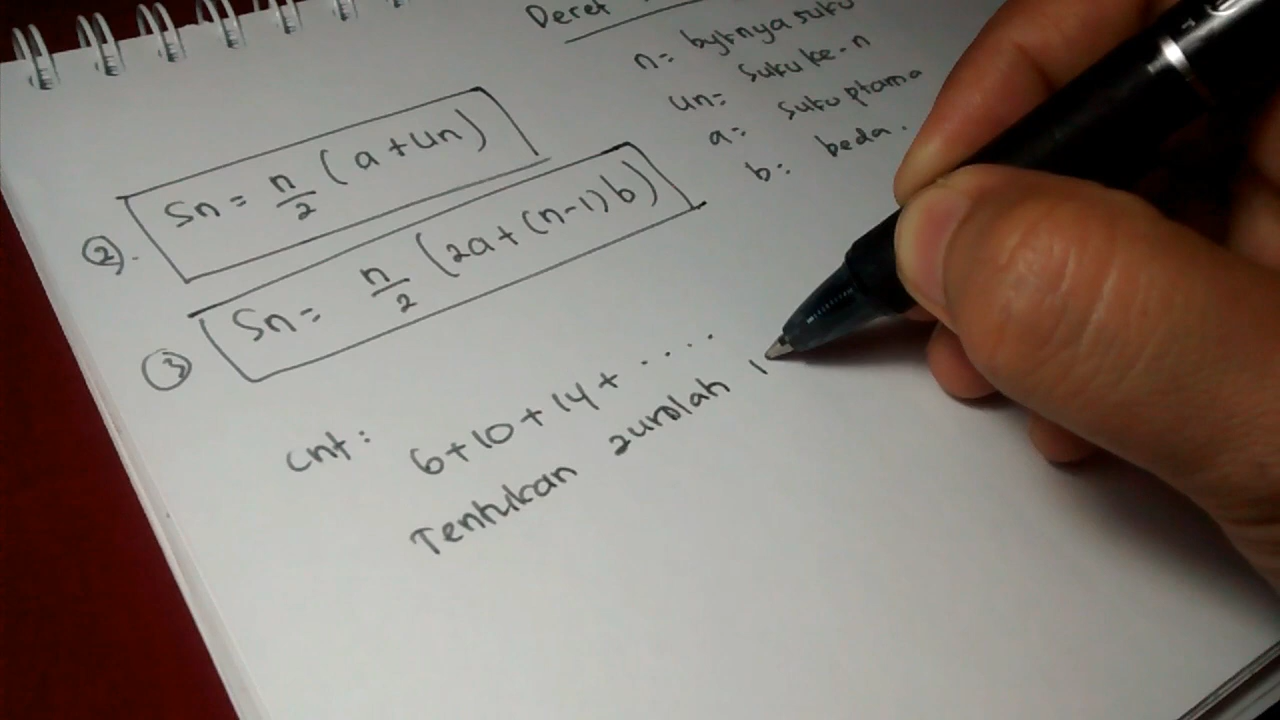 Deret
n= bytnya suku
Un= suku ke-n
a= suku ptama
b= beda.
②. Sn = n/2 (a + Un)
③ Sn = n/2 (2a + (n-1) b)
Cnt: 6+10+14+.....
Tentukan Jumlah 1